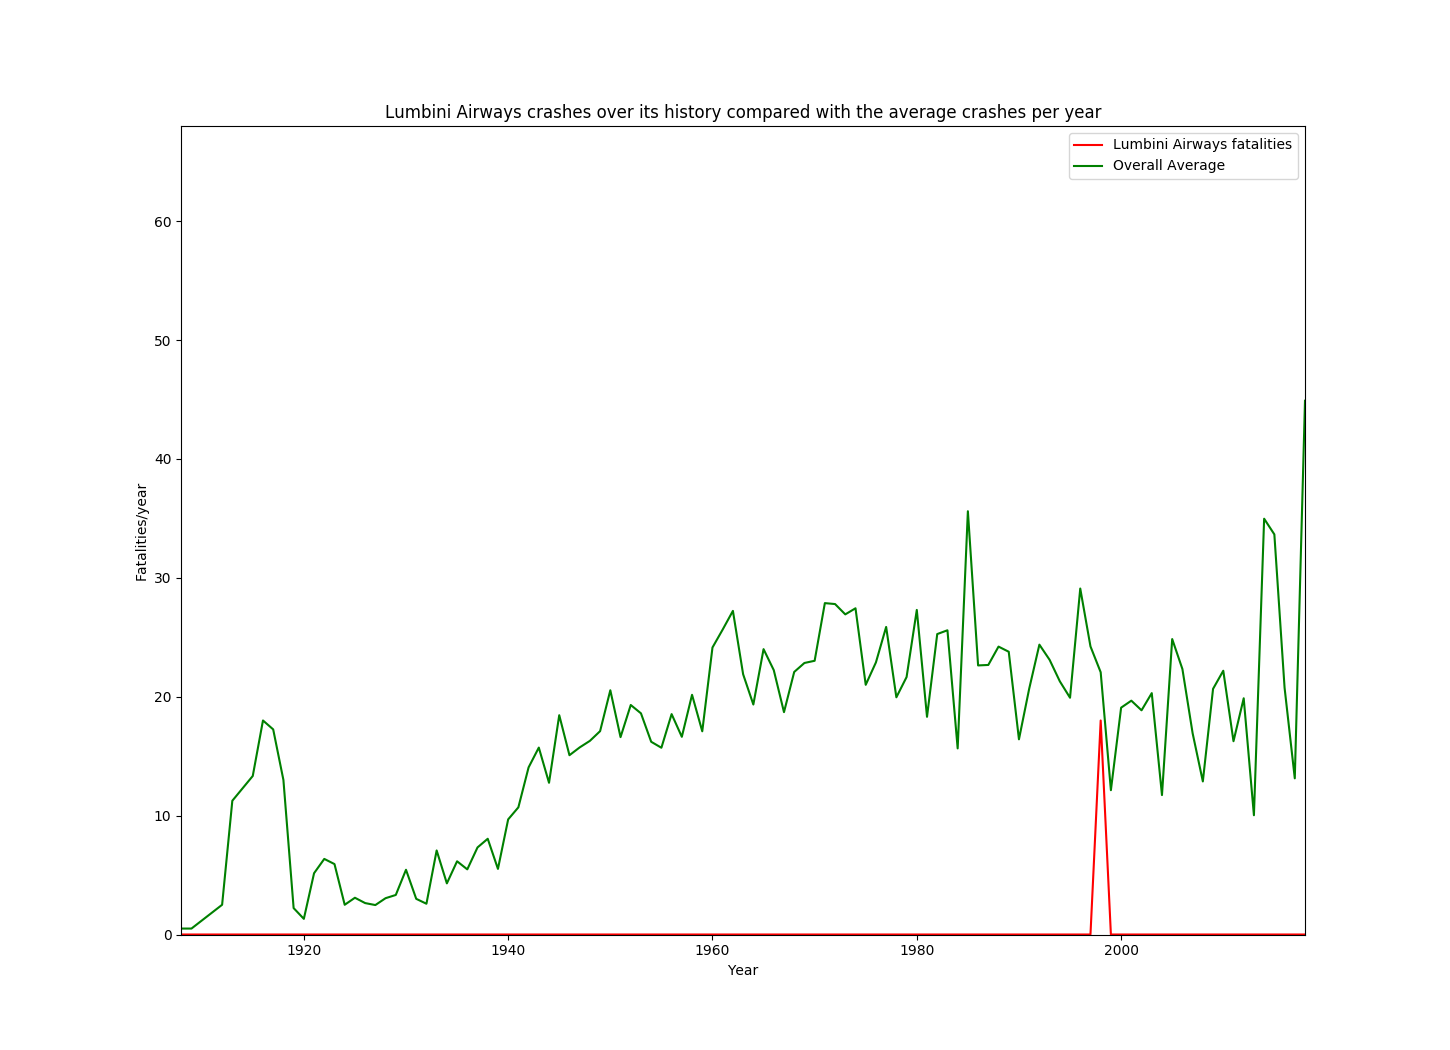 Lumbini Airways crashes over its history compared with the average crashes per year
Lumbini Airways fatalities
Overall Average
60
50
40
30
20
10
0
Fatalities/year
1920 1940 1960 1980 2000
Year